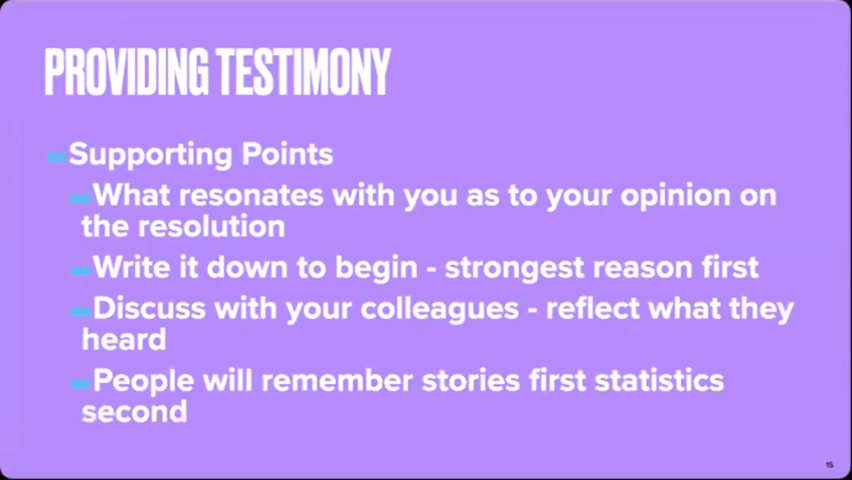 PROVIDING TESTIMONY
Supporting Points
What resonates with you as to your opinion on
the resolution
Write it down to begin - strongest reason first
Discuss with your colleagues - reflect what they
heard
People will remember stories first statistics
second
15